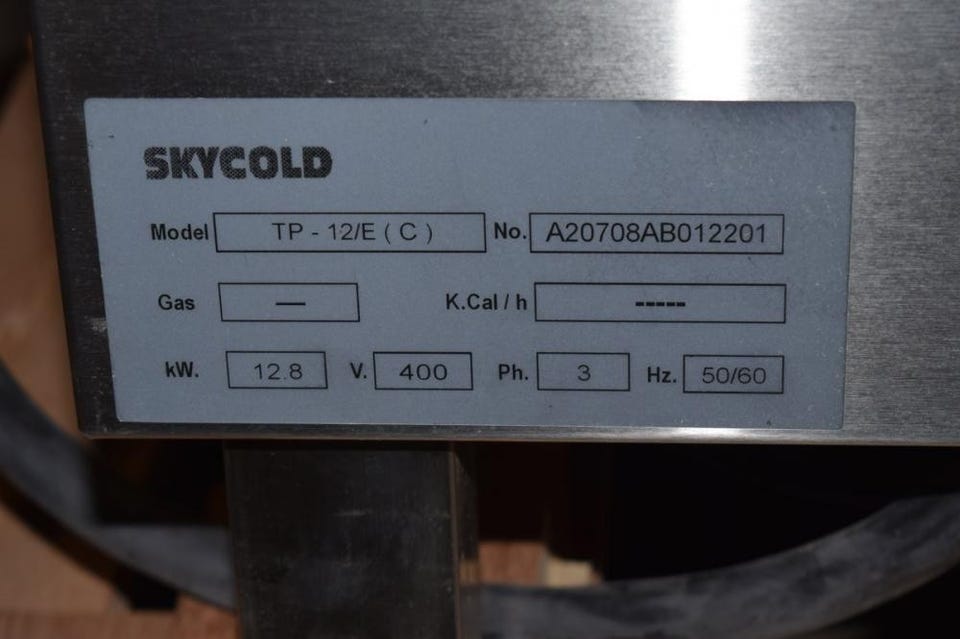 SKYCOLD
Model TP - 12/E ( C ) No. A20708AB012201
Gas — K.Cal / h -----
kW. 12.8 V. 400 Ph. 3 Hz. 50/60